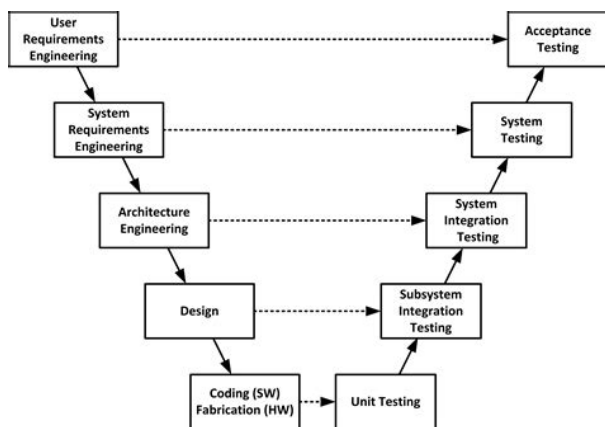 User
Requirements
Engineering
Acceptance
Testing
System
Requirements
Engineering
System
Testing
Architecture
Engineering
System
Integration
Testing
Design
Subsystem
Integration
Testing
Coding (SW)
Fabrication (HW)
Unit Testing